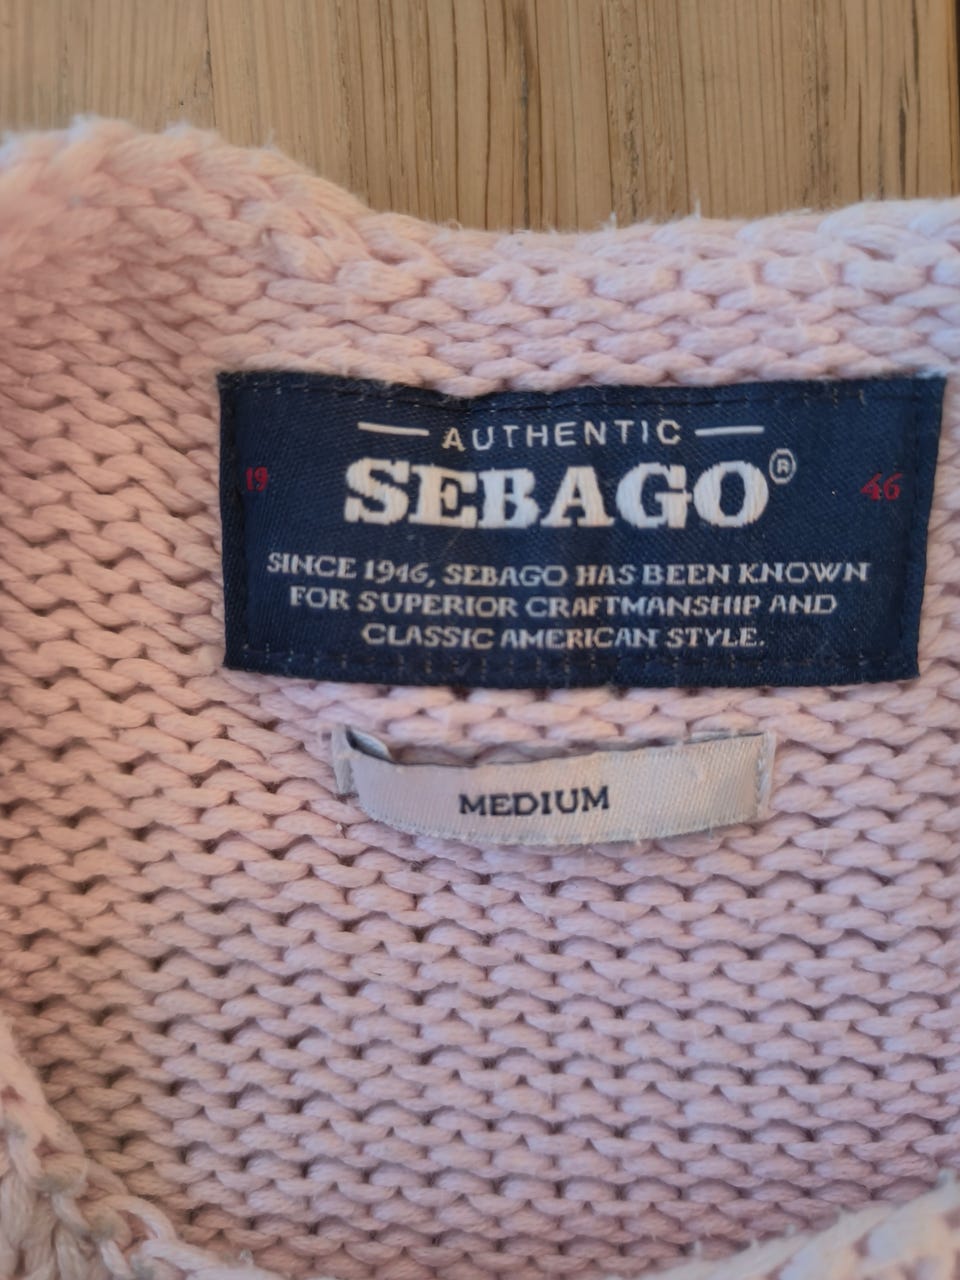 AUTHENTIC
SEBAGO®
19 46
SINCE 1946, SEBAGO HAS BEEN KNOWN
FOR SUPERIOR CRAFTMANSHIP AND
CLASSIC AMERICAN STYLE.
MEDIUM